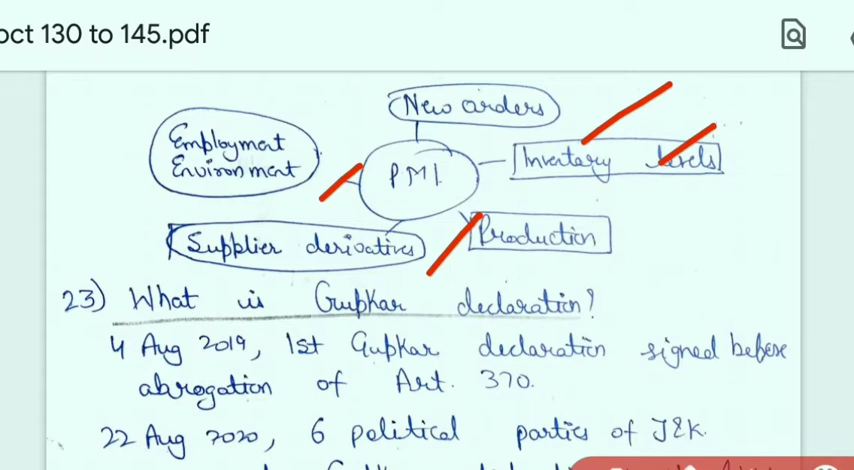 oct 130 to 145.pdf
New orders
Employment
Environment
PMI
Inventory levels
Supplier derivatives
Production
23) What is Gupkar declaration?
4 Aug 2019, 1st Gupkar declaration signed before
abrogation of Art. 370.
22 Aug 2020, 6 political parties of J&K